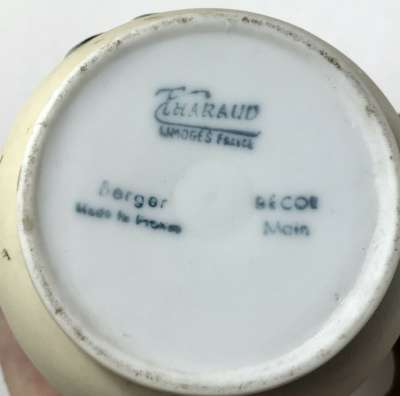 THARAUD
LIMOGES FRANCE
Berger
Made in France
DECOR
Main